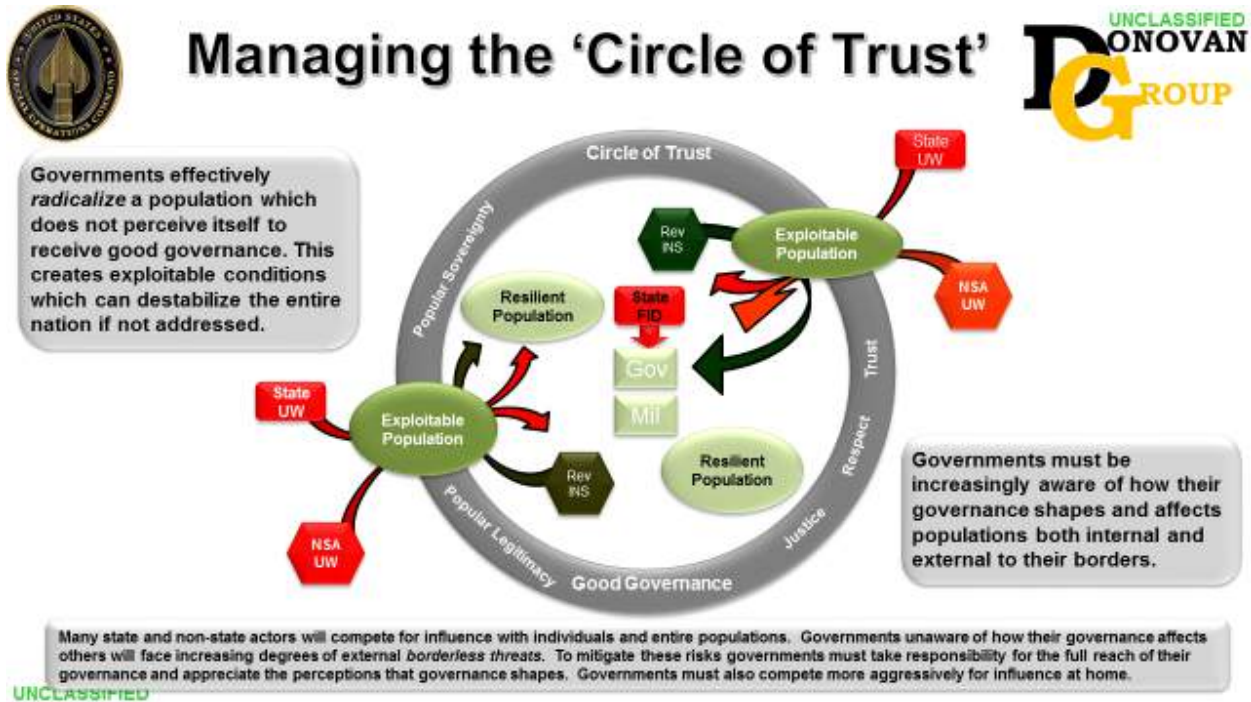 UNCLASSIFIED
Managing the ‘Circle of Trust’
DONOVAN
GROUP
UNITED STATES
SPECIAL OPERATIONS COMMAND
Governments effectively
radicalize a population which
does not perceive itself to
receive good governance. This
creates exploitable conditions
which can destabilize the entire
nation if not addressed.
Circle of Trust
Popular Sovereignty
Trust
Respect
Justice
Good Governance
Popular Legitimacy
State
UW
Rev
INS
Exploitable
Population
NSA
UW
Resilient
Population
State
FID
Gov
Mil
State
UW
Exploitable
Population
Rev
INS
NSA
UW
Resilient
Population
Governments must be
increasingly aware of how their
governance shapes and affects
populations both internal and
external to their borders.
Many state and non-state actors will compete for influence with individuals and entire populations. Governments unaware of how their governance affects
others will face increasing degrees of external borderless threats. To mitigate these risks governments must take responsibility for the full reach of their
governance and appreciate the perceptions that governance shapes. Governments must also compete more aggressively for influence at home.
UNCLASSIFIED